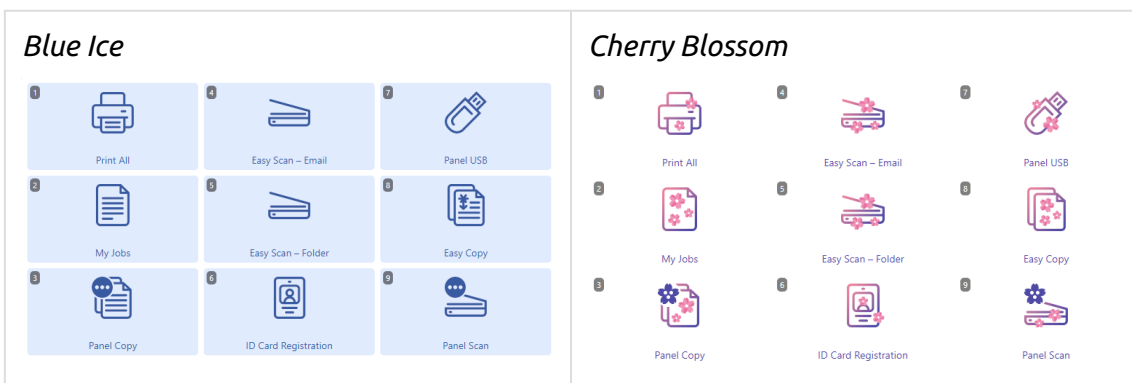 Blue Ice
1
4
7
Print All
Easy Scan – Email
Panel USB
2
5
8
My Jobs
Easy Scan – Folder
Easy Copy
3
6
9
Panel Copy
ID Card Registration
Panel Scan
Cherry Blossom
1
4
7
Print All
Easy Scan – Email
Panel USB
2
5
8
My Jobs
Easy Scan – Folder
Easy Copy
3
6
9
Panel Copy
ID Card Registration
Panel Scan